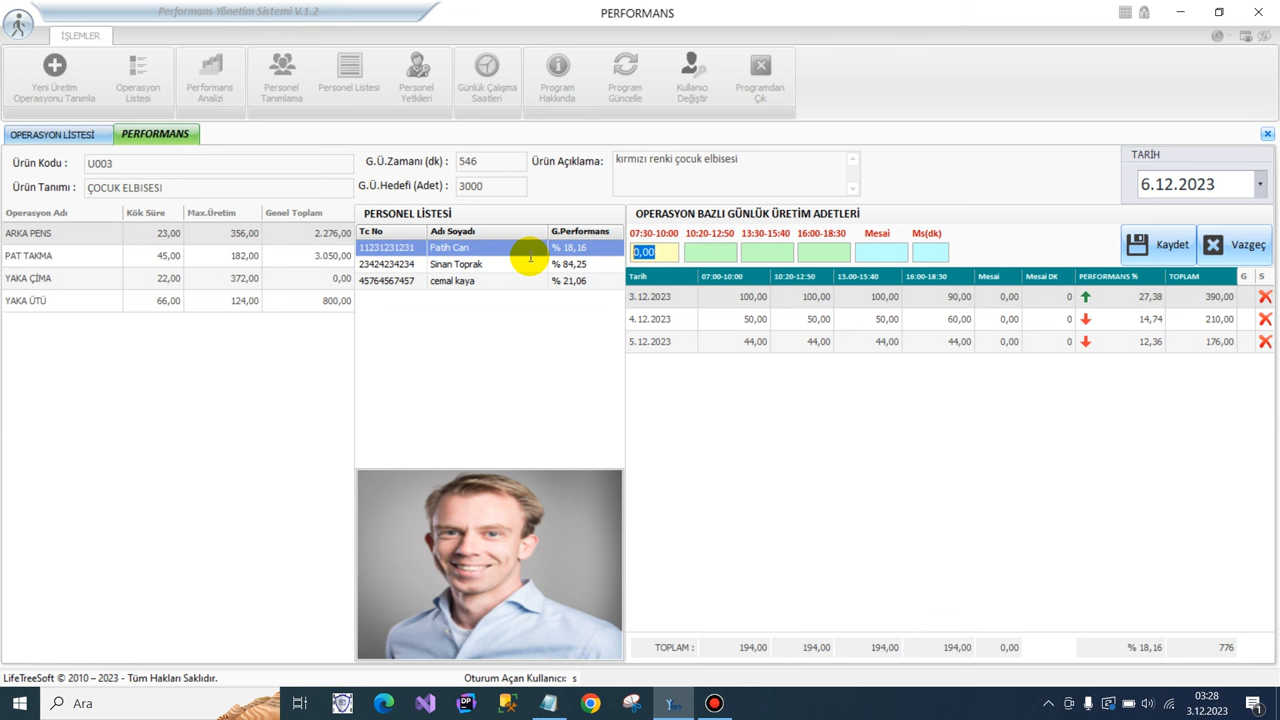 Performans Yönetim Sistemi V.1.2
PERFORMANS
İŞLEMLER
Yeni Üretim Operasyonu Tanımla
Operasyon Listesi
Performans Analizi
Personel Tanımlama
Personel Listesi
Personel Yetkileri
Günlük Çalışma Saatleri
Program Hakkında
Program Güncelle
Kullanıcı Değiştir
Programdan Çık
OPERASYON LİSTESİ PERFORMANS
Ürün Kodu : U003 G.Ü.Zamanı (dk) : 546 Ürün Açıklama: kırmızı renki çocuk elbisesi
Ürün Tanımı : ÇOCUK ELBISESI G.Ü.Hedefi (Adet) : 3000
TARİH
6.12.2023
Operasyon Adı Kök Süre Max.Üretim Genel Toplam
ARKA PENS 23,00 356,00 2.276,00
PAT TAKMA 45,00 182,00 3.050,00
YAKA ÇİMA 22,00 372,00 0,00
YAKA ÜTÜ 66,00 124,00 800,00
PERSONEL LİSTESİ
Tc No Adı Soyadı G.Performans
11231231231 Fatih Can % 18,16
23424234234 Sinan Toprak % 84,25
45764567457 cemal kaya % 21,06
OPERASYON BAZLI GÜNLÜK ÜRETİM ADETLERİ
07:30-10:00 10:20-12:50 13:30-15:40 16:00-18:30 Mesai Ms(dk)
0,00
Kaydet Vazgeç
Tarih 07:00-10:00 10:20-12:50 13.00-15:40 16:00-18:30 Mesai Mesai DK PERFORMANS % TOPLAM G S
3.12.2023 100,00 100,00 100,00 90,00 0,00 0 27,38 390,00
4.12.2023 50,00 50,00 50,00 60,00 0,00 0 14,74 210,00
5.12.2023 44,00 44,00 44,00 44,00 0,00 0 12,36 176,00
TOPLAM : 194,00 194,00 194,00 194,00 0,00 % 18,16 776
LifeTreeSoft © 2010 – 2023 - Tüm Hakları Saklıdır. Oturum Açan Kullanıcı: s
Ara
DP
03:28
3.12.2023